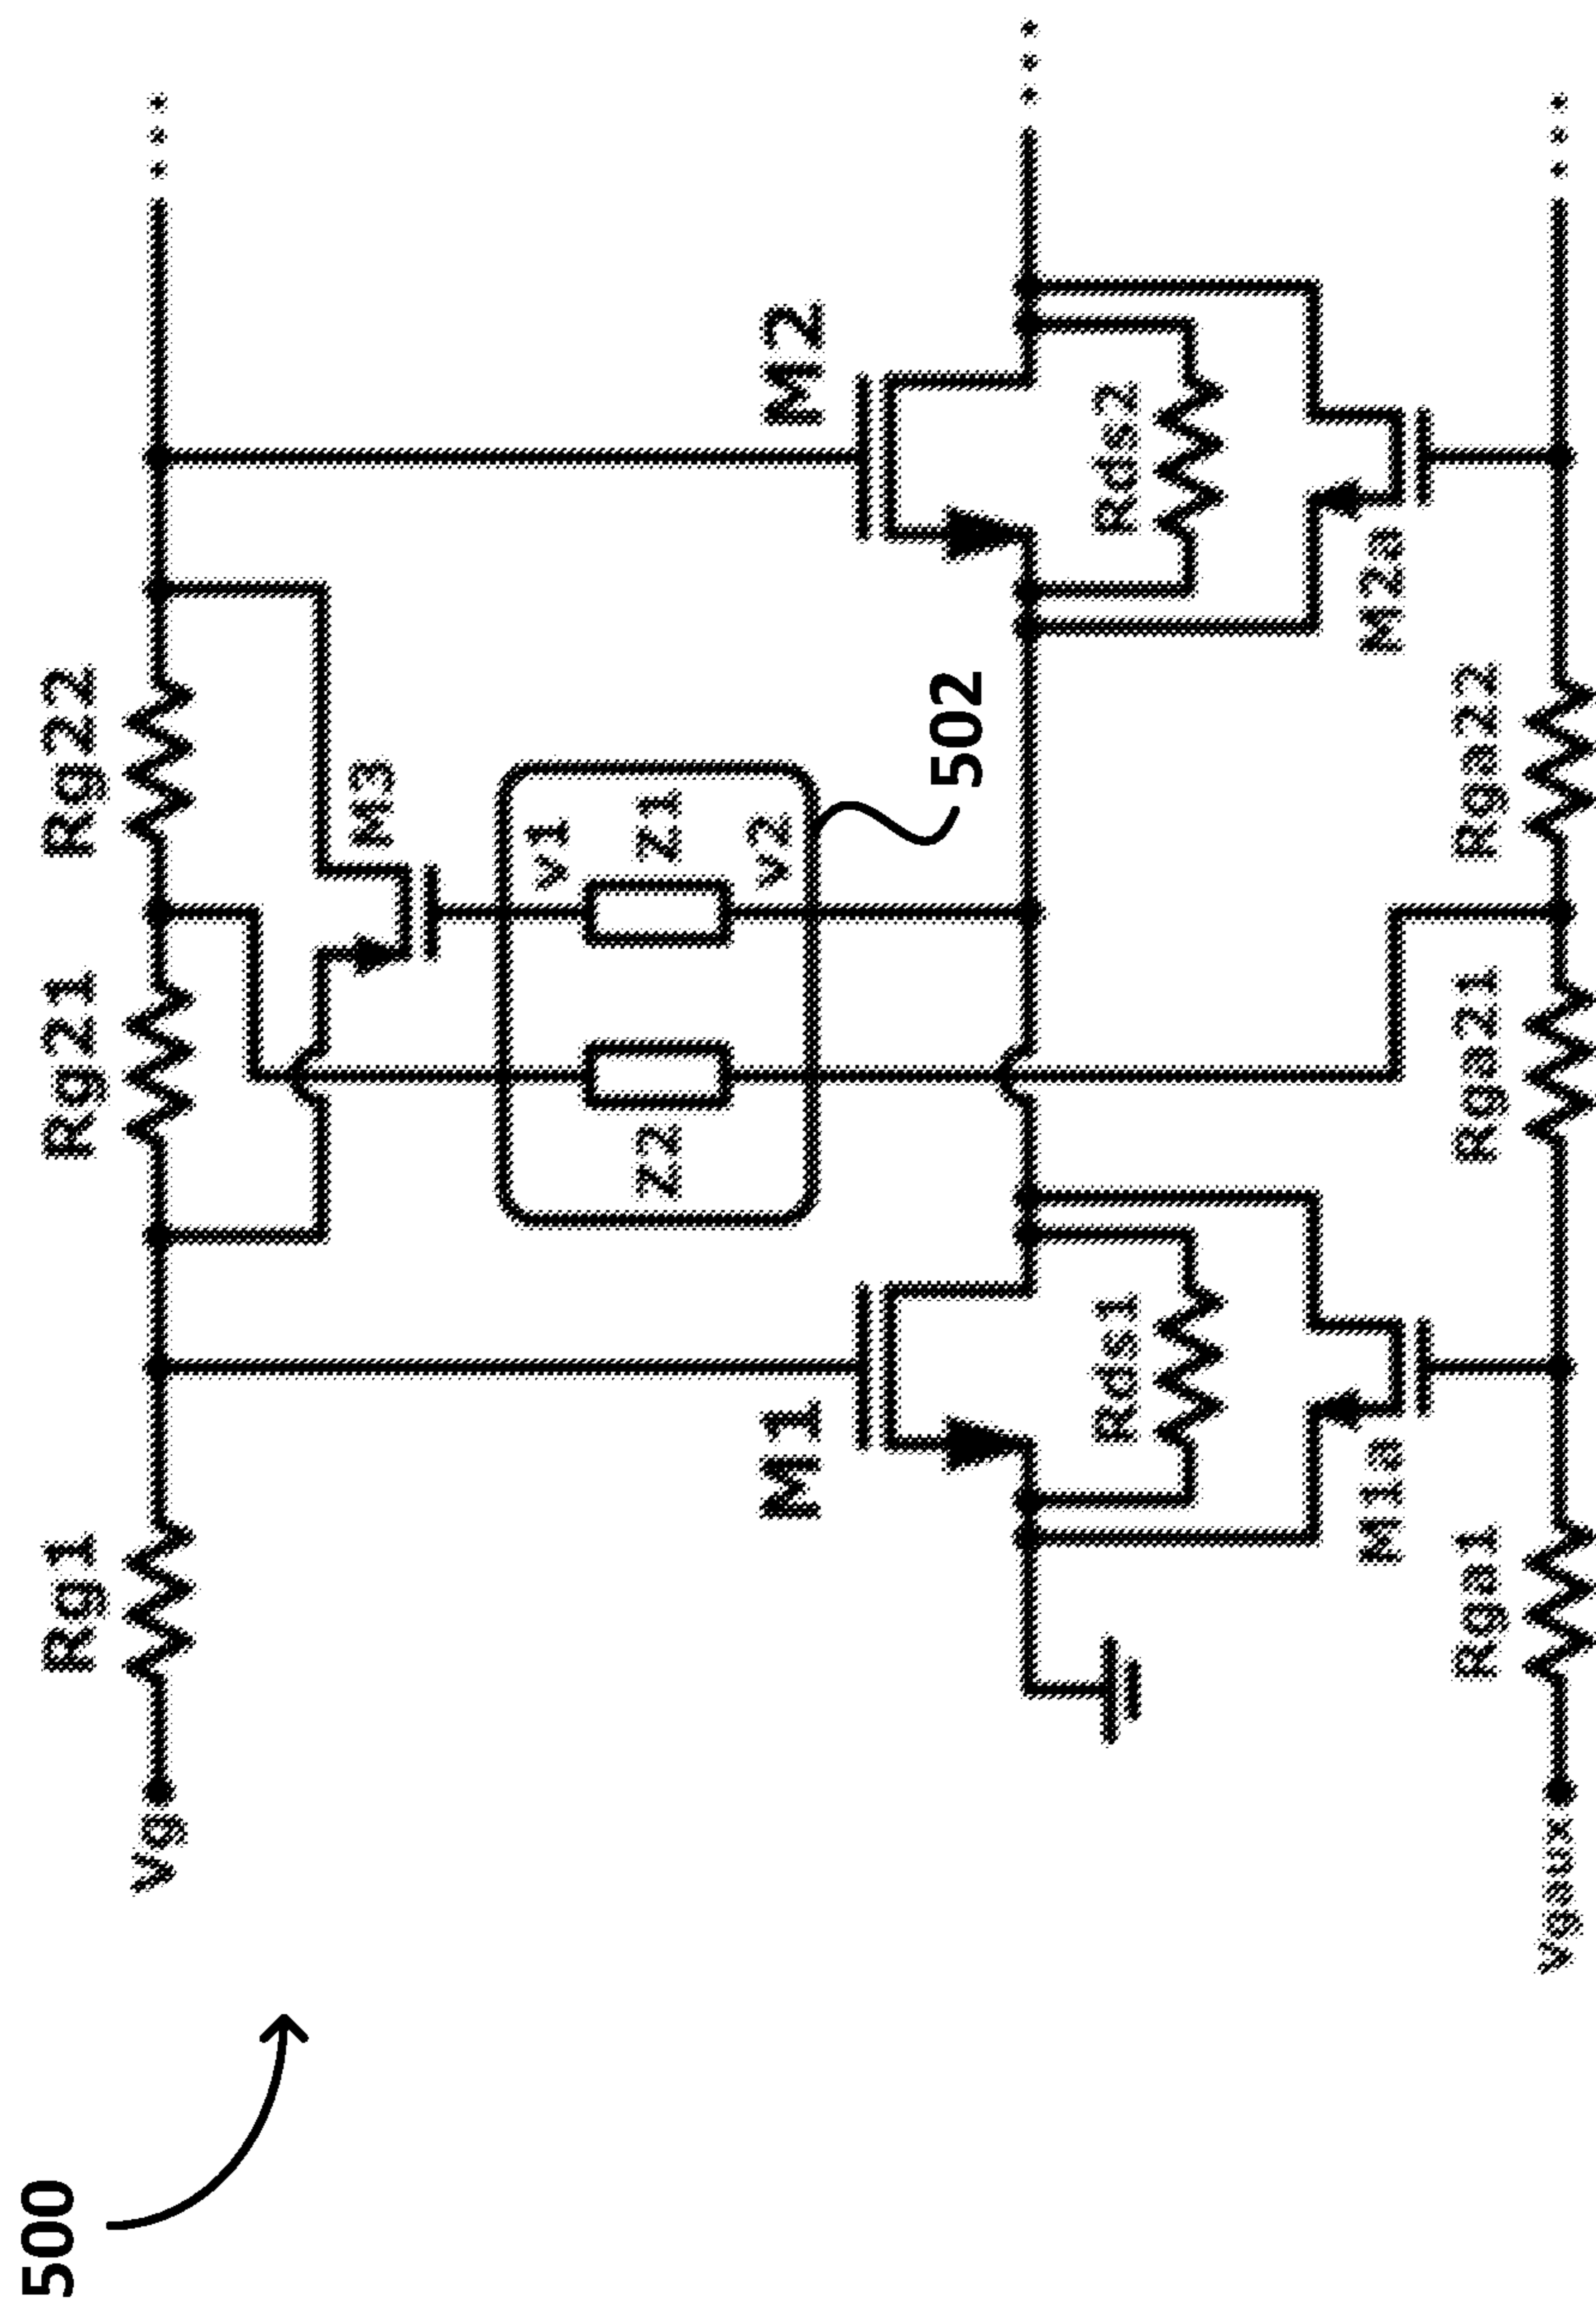 500
Vg
Rg1
Rg21
Rg22
M3
v1
Z1
v2
Z2
502
M1
M2
Rds1
Rds2
M1a
M2a
Vgaux
Rga1
Rga21
Rga22